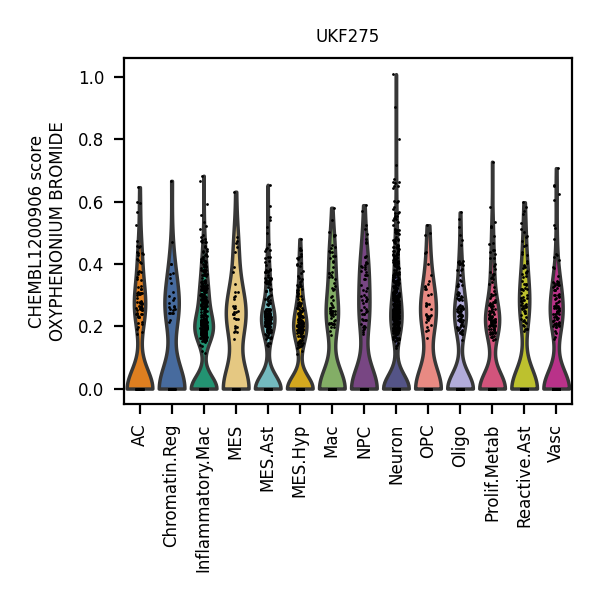 UKF275
CHEMBL1200906 score
OXYPHENONIUM BROMIDE
1.0
0.8
0.6
0.4
0.2
0.0
AC
Chromatin.Reg
Inflammatory.Mac
MES
MES.Ast
MES.Hyp
Mac
NPC
Neuron
OPC
Oligo
Prolif.Metab
Reactive.Ast
Vasc